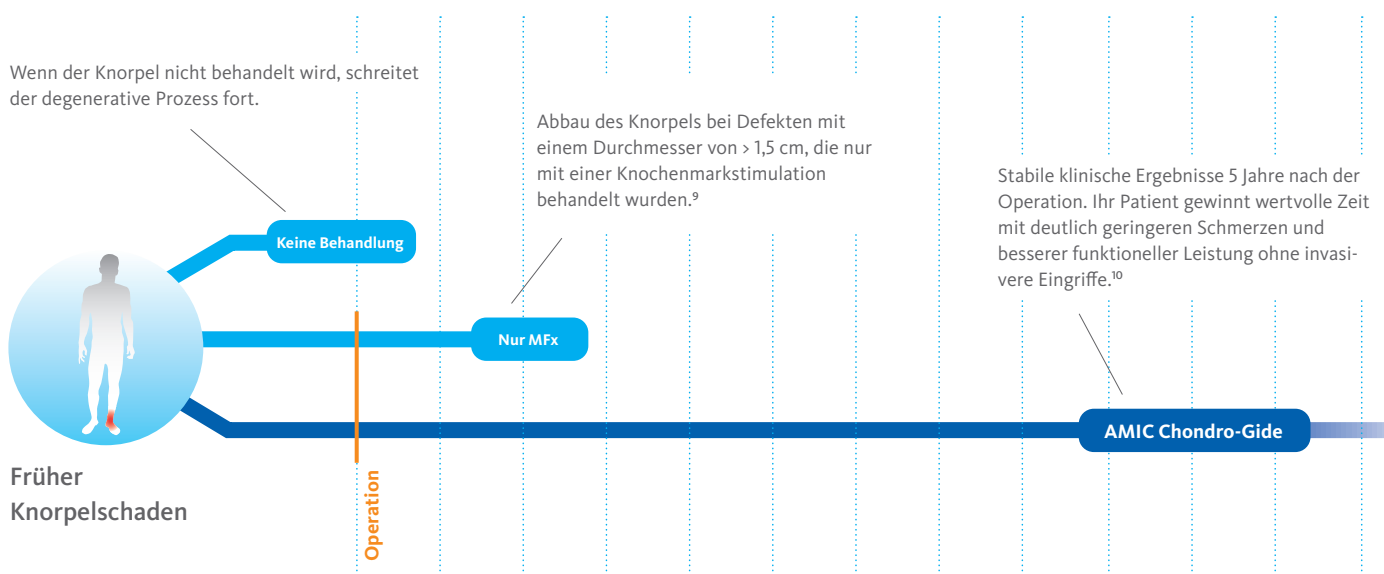 Wenn der Knorpel nicht behandelt wird, schreitet
der degenerative Prozess fort.
Abbau des Knorpels bei Defekten mit
einem Durchmesser von > 1,5 cm, die nur
mit einer Knochenmarkstimulation
behandelt wurden.⁹
Stabile klinische Ergebnisse 5 Jahre nach der
Operation. Ihr Patient gewinnt wertvolle Zeit
mit deutlich geringeren Schmerzen und
besserer funktioneller Leistung ohne invasi-
vere Eingriffe.¹⁰
Keine Behandlung
Nur MFx
AMIC Chondro-Gide
Früher
Knorpelschaden
Operation